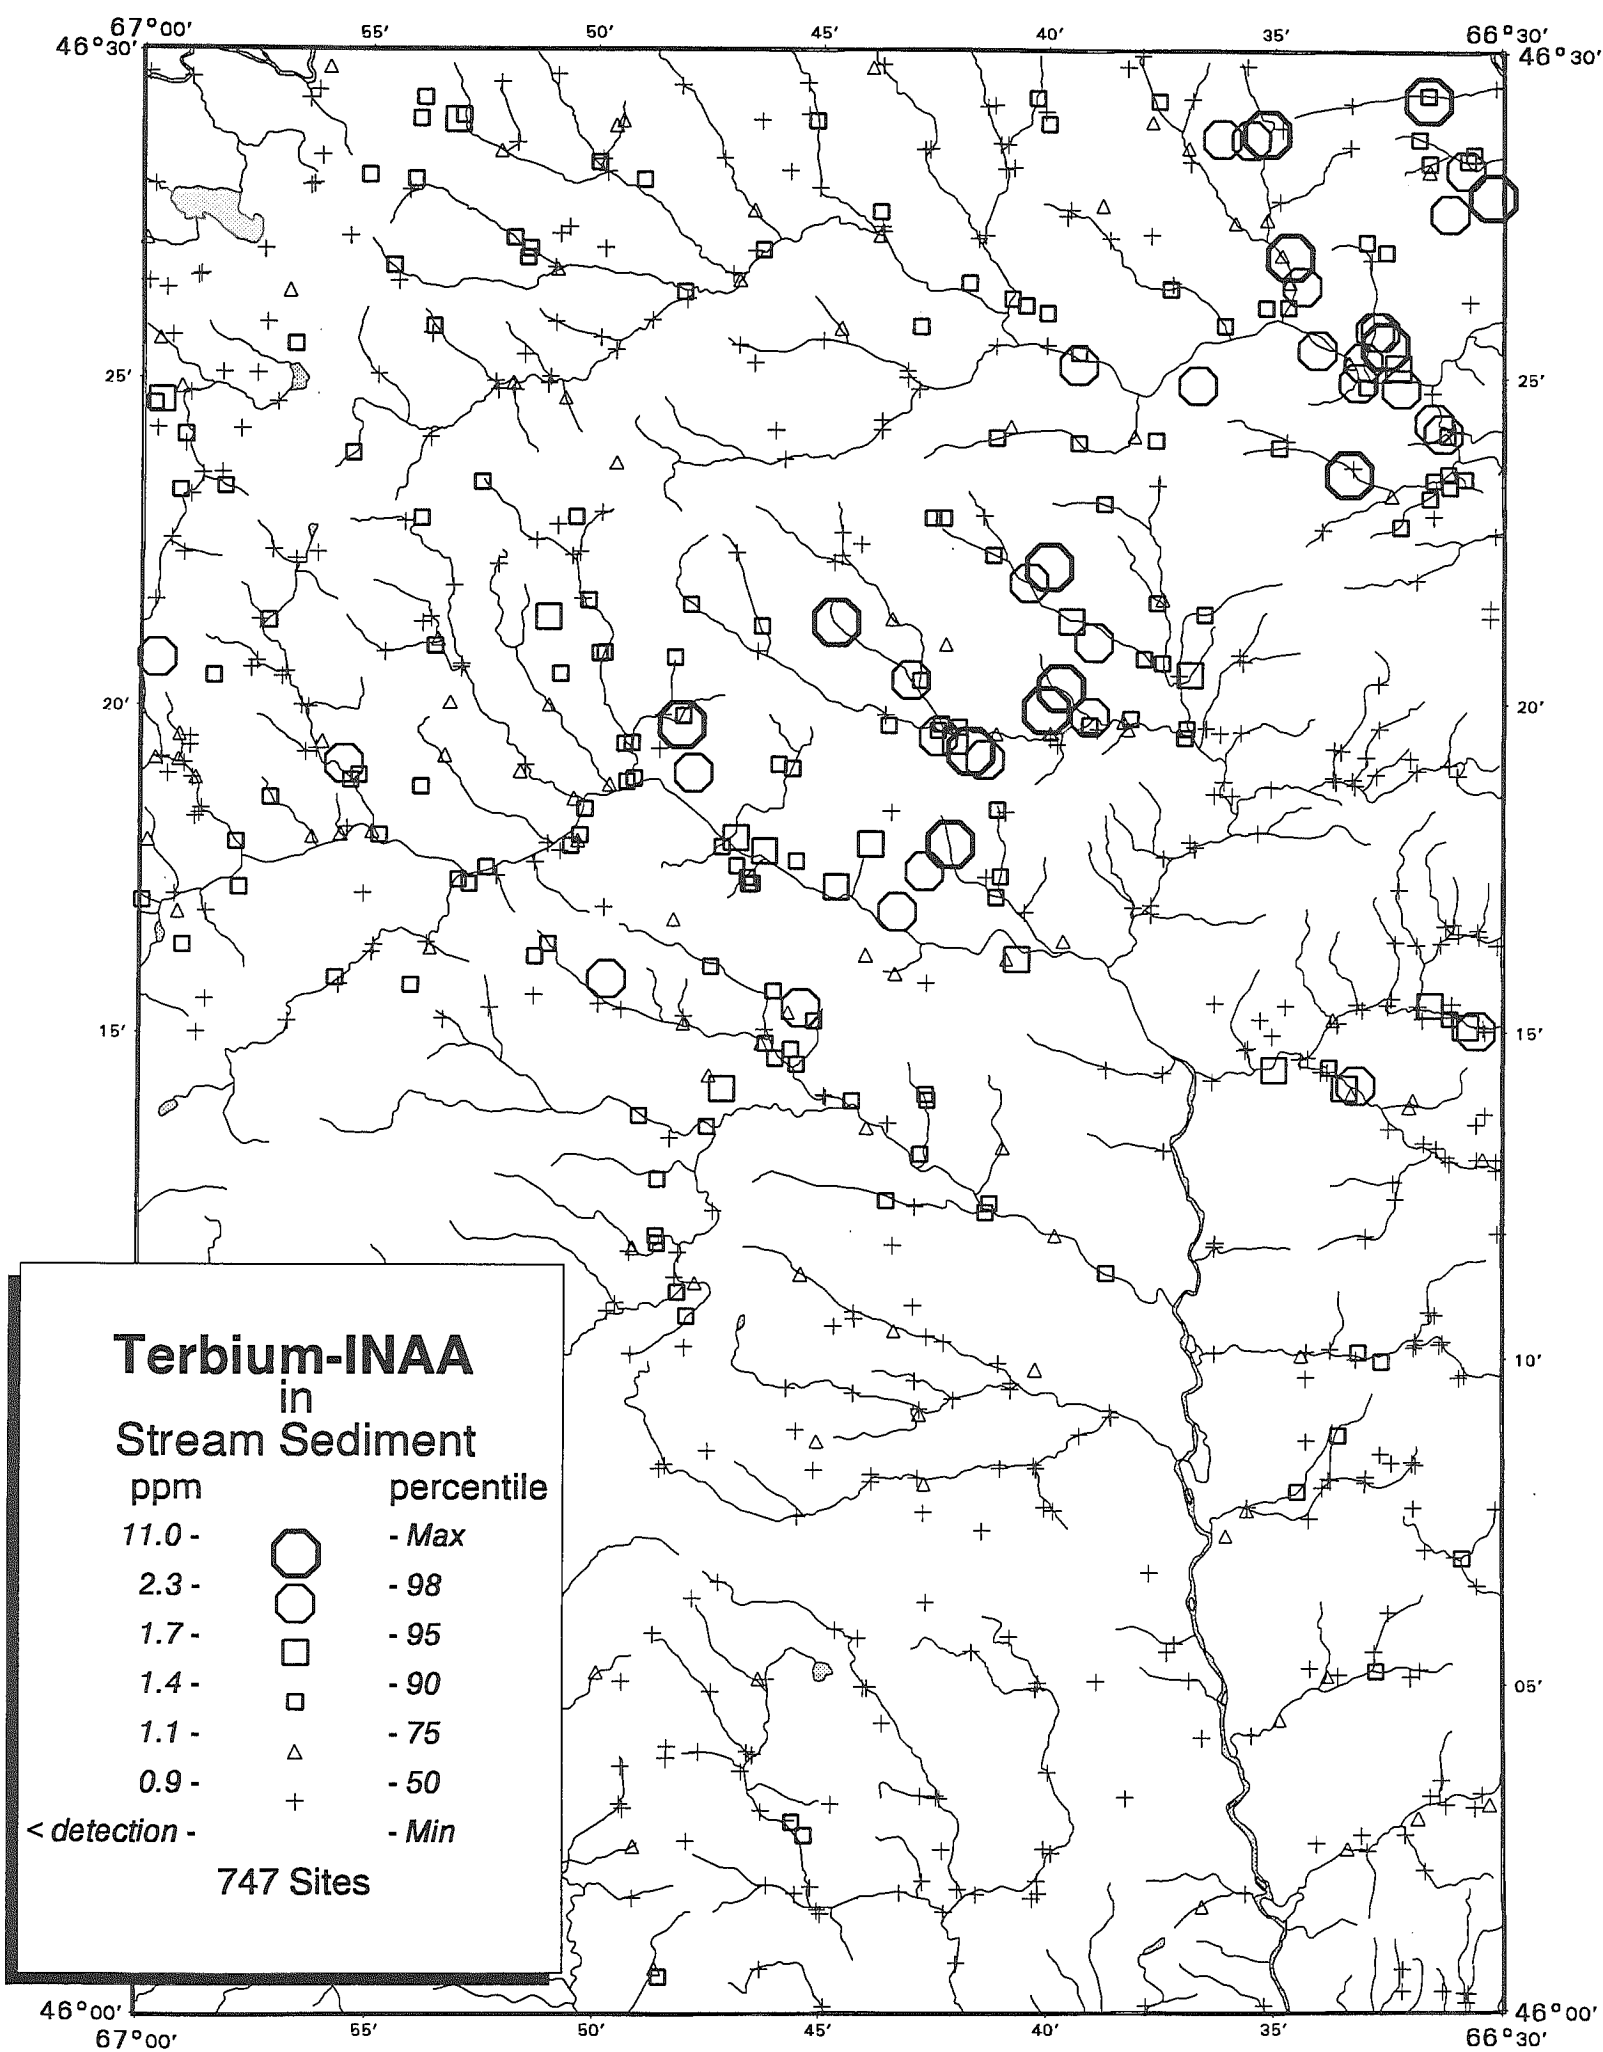 67°00′ 66°30′
46°30′ 55′ 50′ 45′ 40′ 35′ 46°30′
25′ 25′
20′ 20′
15′ 15′
10′
05′
Terbium-INAA
in
Stream Sediment
ppm percentile
11.0 - - Max
2.3 - - 98
1.7 - - 95
1.4 - - 90
1.1 - - 75
0.9 - - 50
< detection - - Min
747 Sites
46°00′ 46°00′
67°00′ 55′ 50′ 45′ 40′ 35′ 66°30′